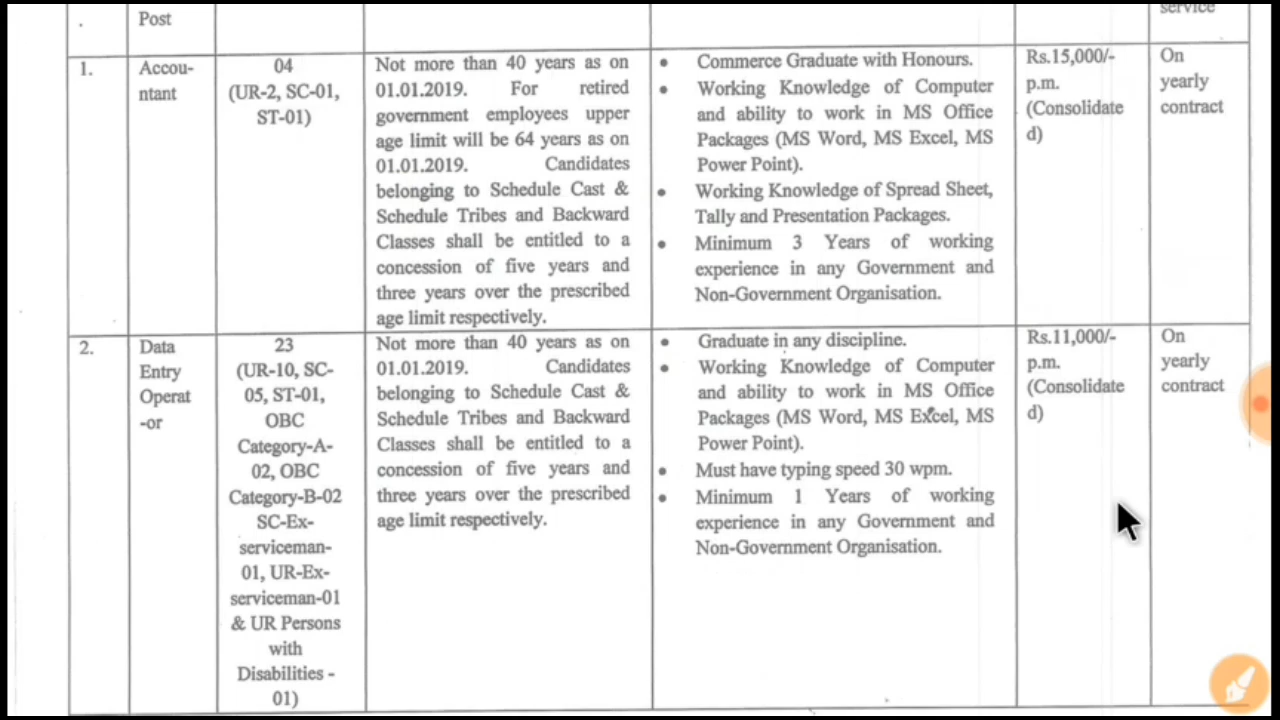 .
Post
service
1.
Accou-
ntant
04
(UR-2, SC-01,
ST-01)
Not more than 40 years as on
01.01.2019. For retired
government employees upper
age limit will be 64 years as on
01.01.2019. Candidates
belonging to Schedule Cast &
Schedule Tribes and Backward
Classes shall be entitled to a
concession of five years and
three years over the prescribed
age limit respectively.
• Commerce Graduate with Honours.
• Working Knowledge of Computer
and ability to work in MS Office
Packages (MS Word, MS Excel, MS
Power Point).
• Working Knowledge of Spread Sheet,
Tally and Presentation Packages.
• Minimum 3 Years of working
experience in any Government and
Non-Government Organisation.
Rs.15,000/-
p.m.
(Consolidate
d)
On
yearly
contract
2.
Data
Entry
Operat
-or
23
(UR-10, SC-
05, ST-01,
OBC
Category-A-
02, OBC
Category-B-02
SC-Ex-
serviceman-
01, UR-Ex-
serviceman-01
& UR Persons
with
Disabilities -
01)
Not more than 40 years as on
01.01.2019. Candidates
belonging to Schedule Cast &
Schedule Tribes and Backward
Classes shall be entitled to a
concession of five years and
three years over the prescribed
age limit respectively.
• Graduate in any discipline.
• Working Knowledge of Computer
and ability to work in MS Office
Packages (MS Word, MS Excel, MS
Power Point).
• Must have typing speed 30 wpm.
• Minimum 1 Years of working
experience in any Government and
Non-Government Organisation.
Rs.11,000/-
p.m.
(Consolidate
d)
On
yearly
contract